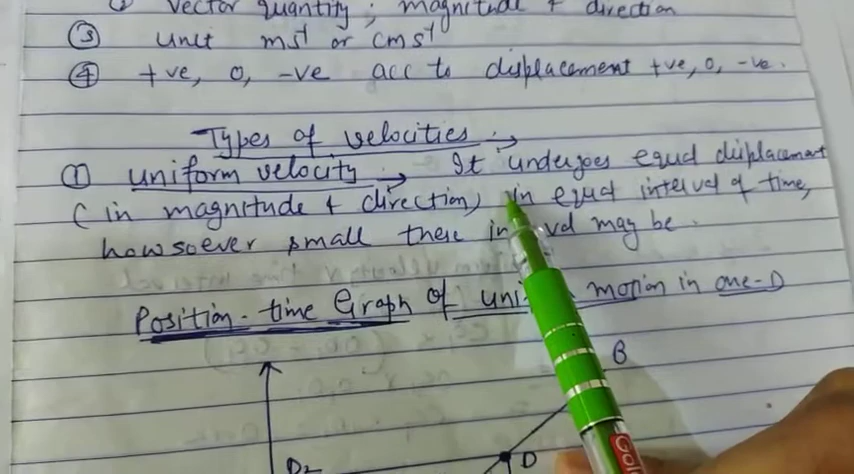 ② vector quantity ; magnitude & direction
③ unit ms⁻¹ or cms⁻¹
④ +ve, 0, -ve acc to displacement +ve, 0, -ve.
Types of velocities :→
① uniform velocity → It undergoes equal displacement
( in magnitude & direction) in equal interval of time,
howsoever small these may be.
Position-time Graph of motion in one-D
B
D₂
D